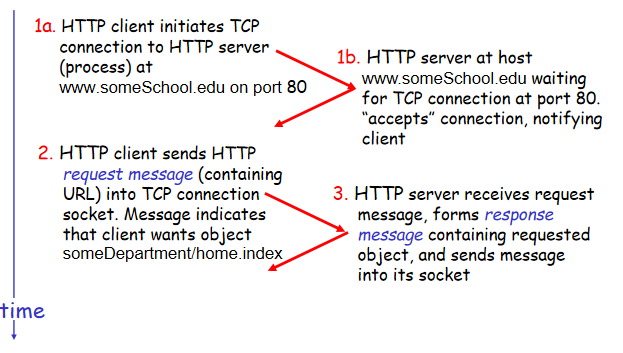 1a. HTTP client initiates TCP
connection to HTTP server
(process) at
www.someSchool.edu on port 80
1b. HTTP server at host
www.someSchool.edu waiting
for TCP connection at port 80.
“accepts” connection, notifying
client
2. HTTP client sends HTTP
request message (containing
URL) into TCP connection
socket. Message indicates
that client wants object
someDepartment/home.index
3. HTTP server receives request
message, forms response
message containing requested
object, and sends message
into its socket
time